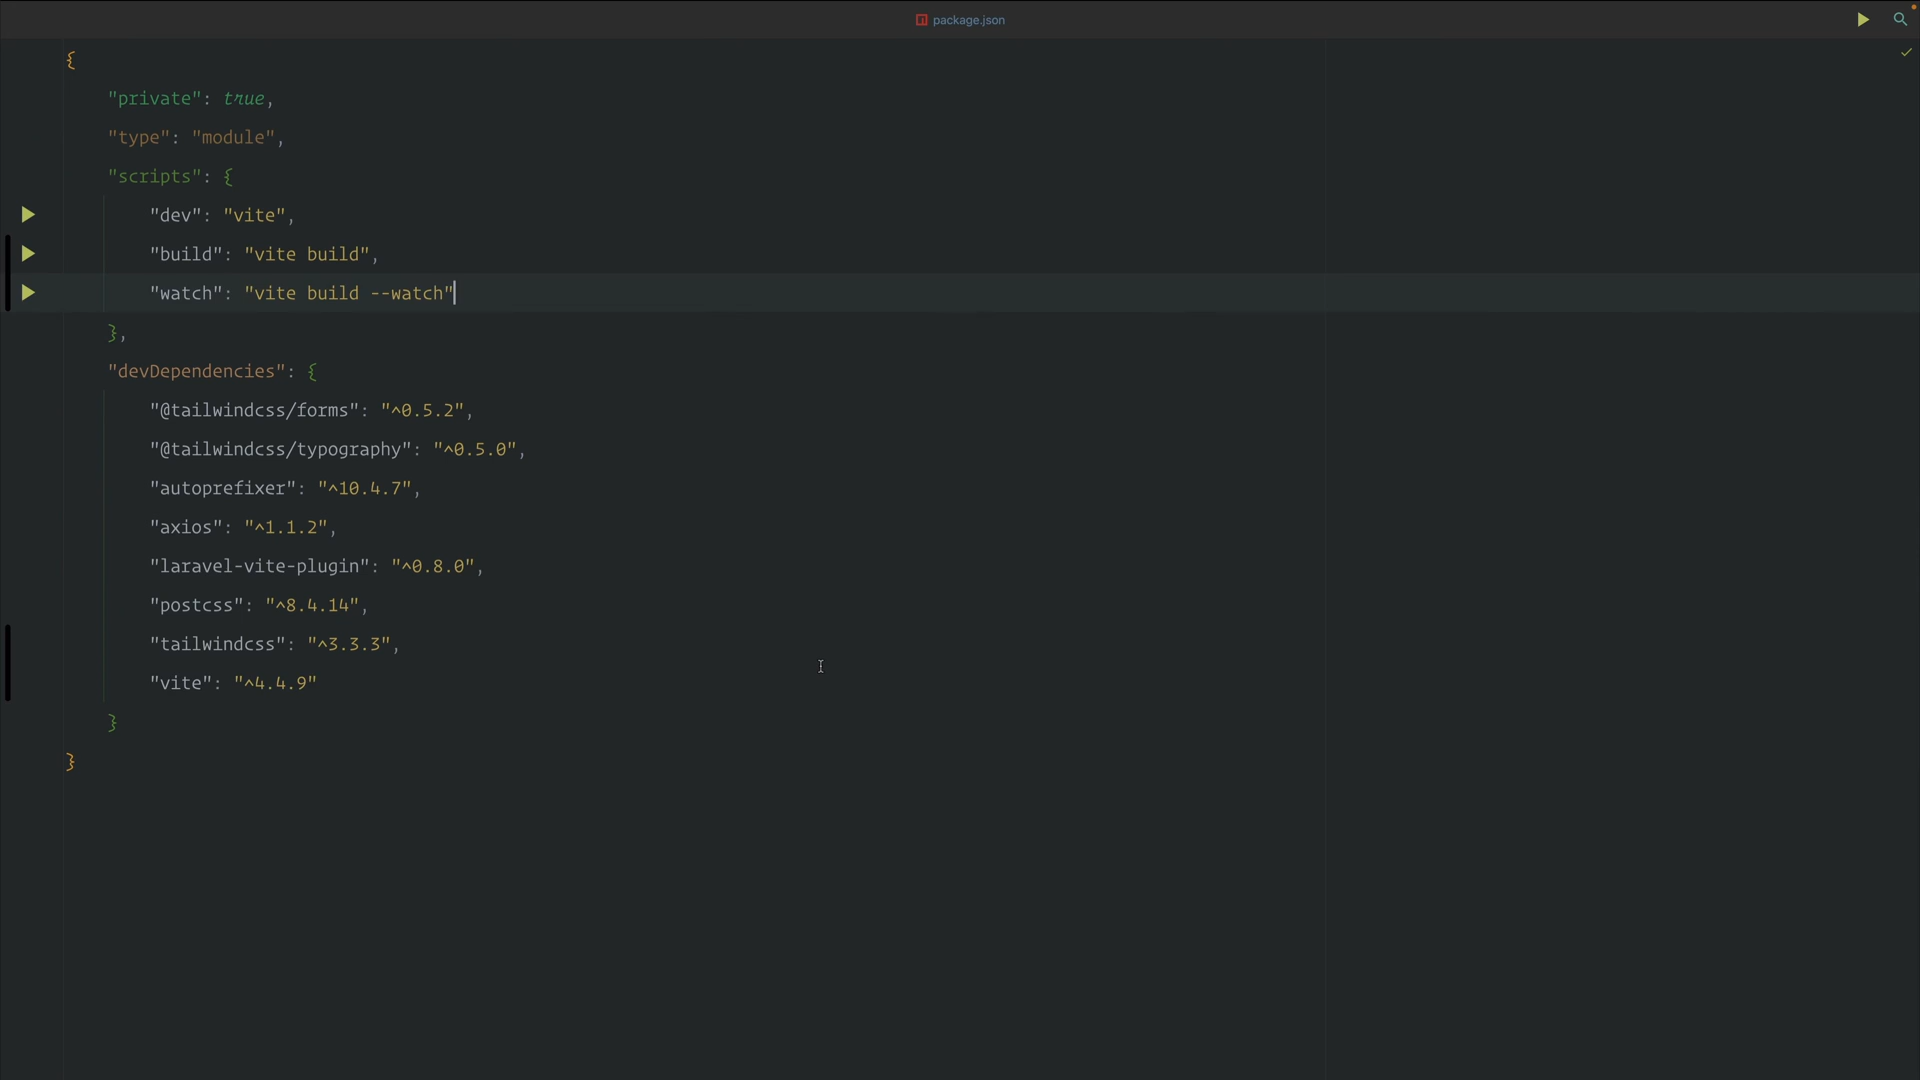 package.json
{
"private": true,
"type": "module",
"scripts": {
"dev": "vite",
"build": "vite build",
"watch": "vite build --watch"
},
"devDependencies": {
"@tailwindcss/forms": "^0.5.2",
"@tailwindcss/typography": "^0.5.0",
"autoprefixer": "^10.4.7",
"axios": "^1.1.2",
"laravel-vite-plugin": "^0.8.0",
"postcss": "^8.4.14",
"tailwindcss": "^3.3.3",
"vite": "^4.4.9"
}
}